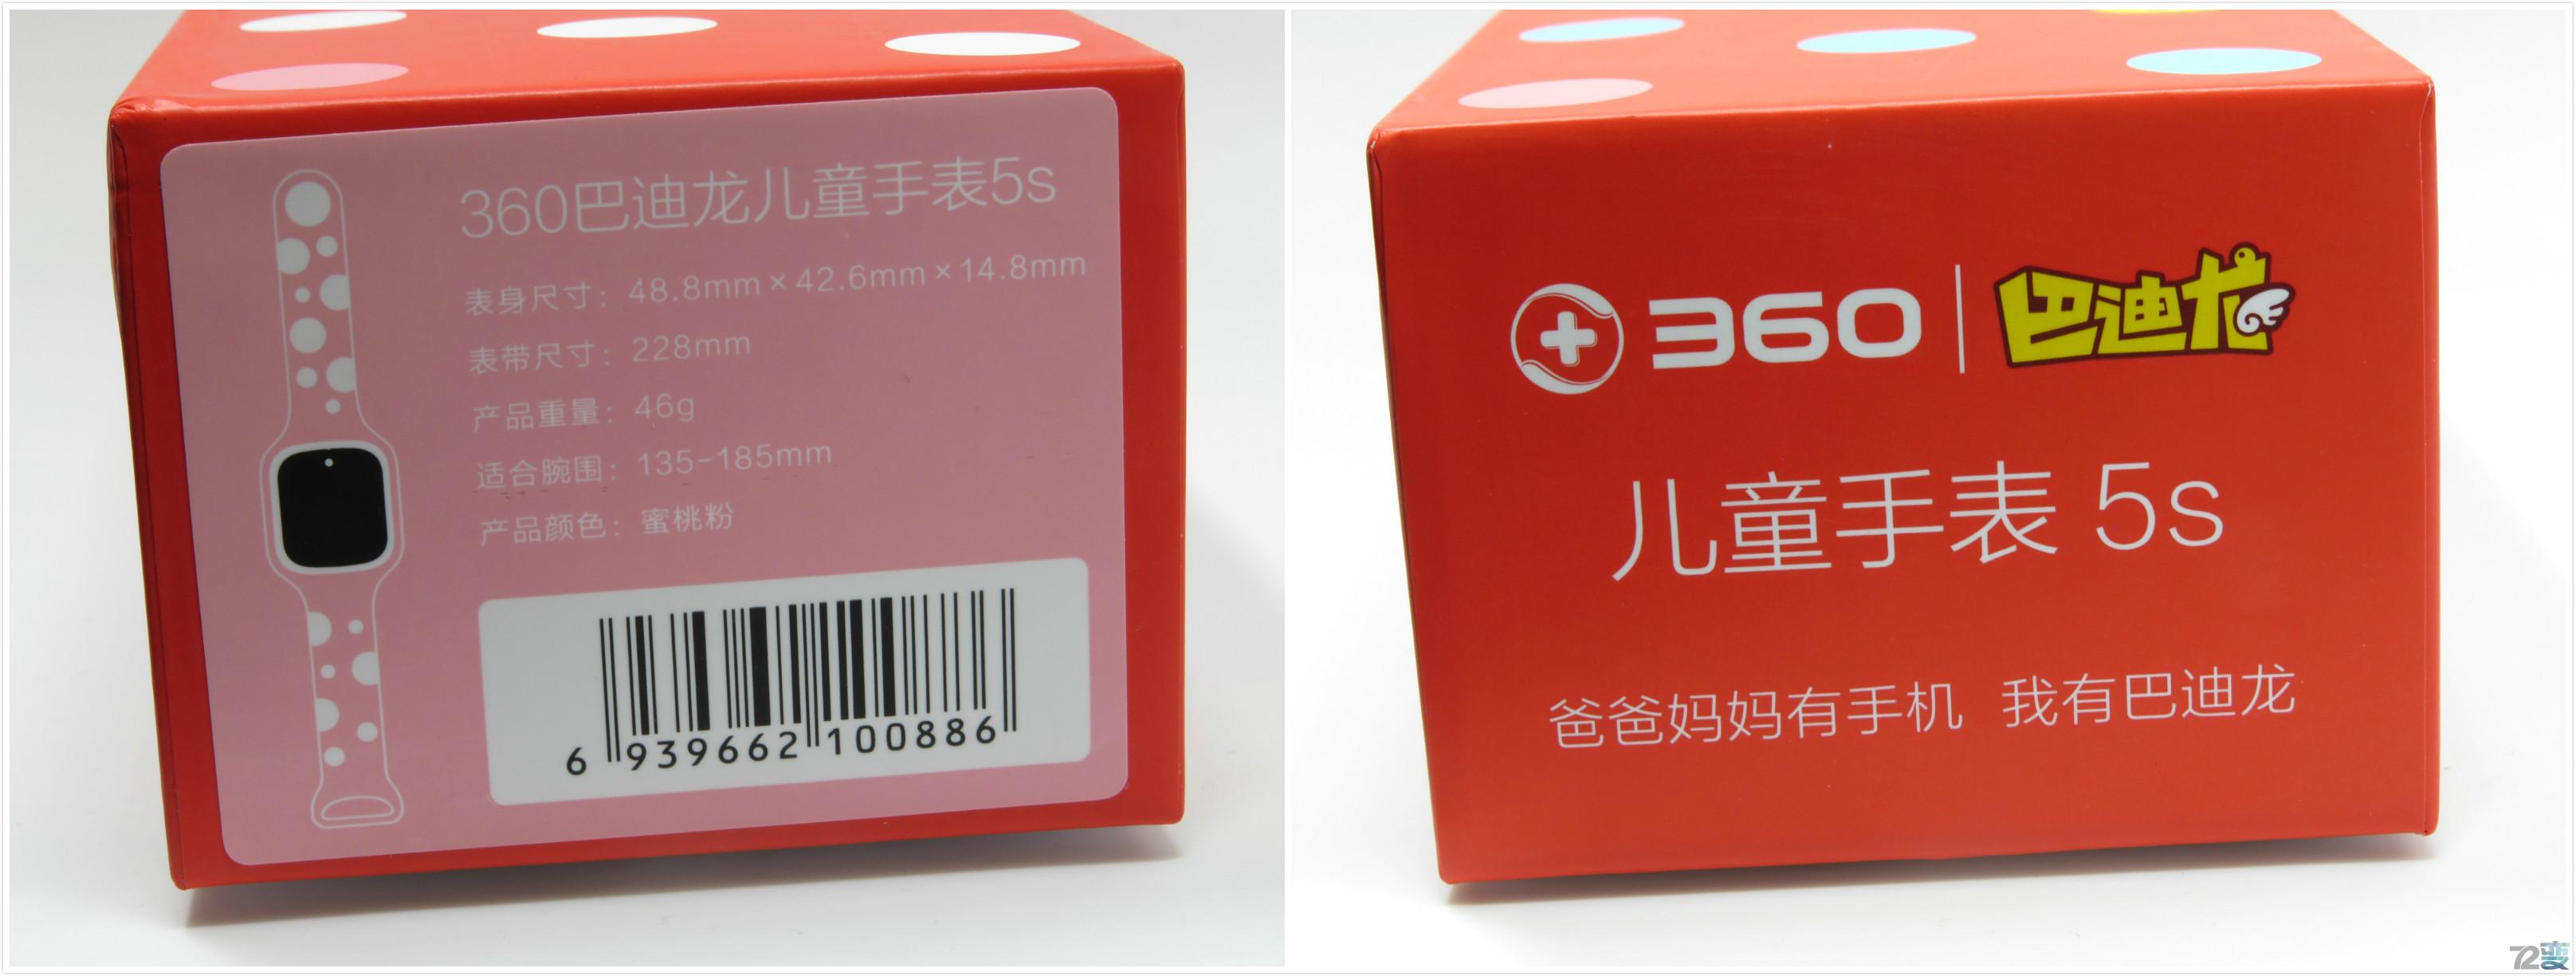 360巴迪龙儿童手表5s
表身尺寸：48.8mm×42.6mm×14.8mm
表带尺寸：228mm
产品重量：46g
适合腕围：135-185mm
产品颜色：蜜桃粉
6 939662 100886
360 | 巴迪龙
儿童手表 5s
爸爸妈妈有手机 我有巴迪龙
72变